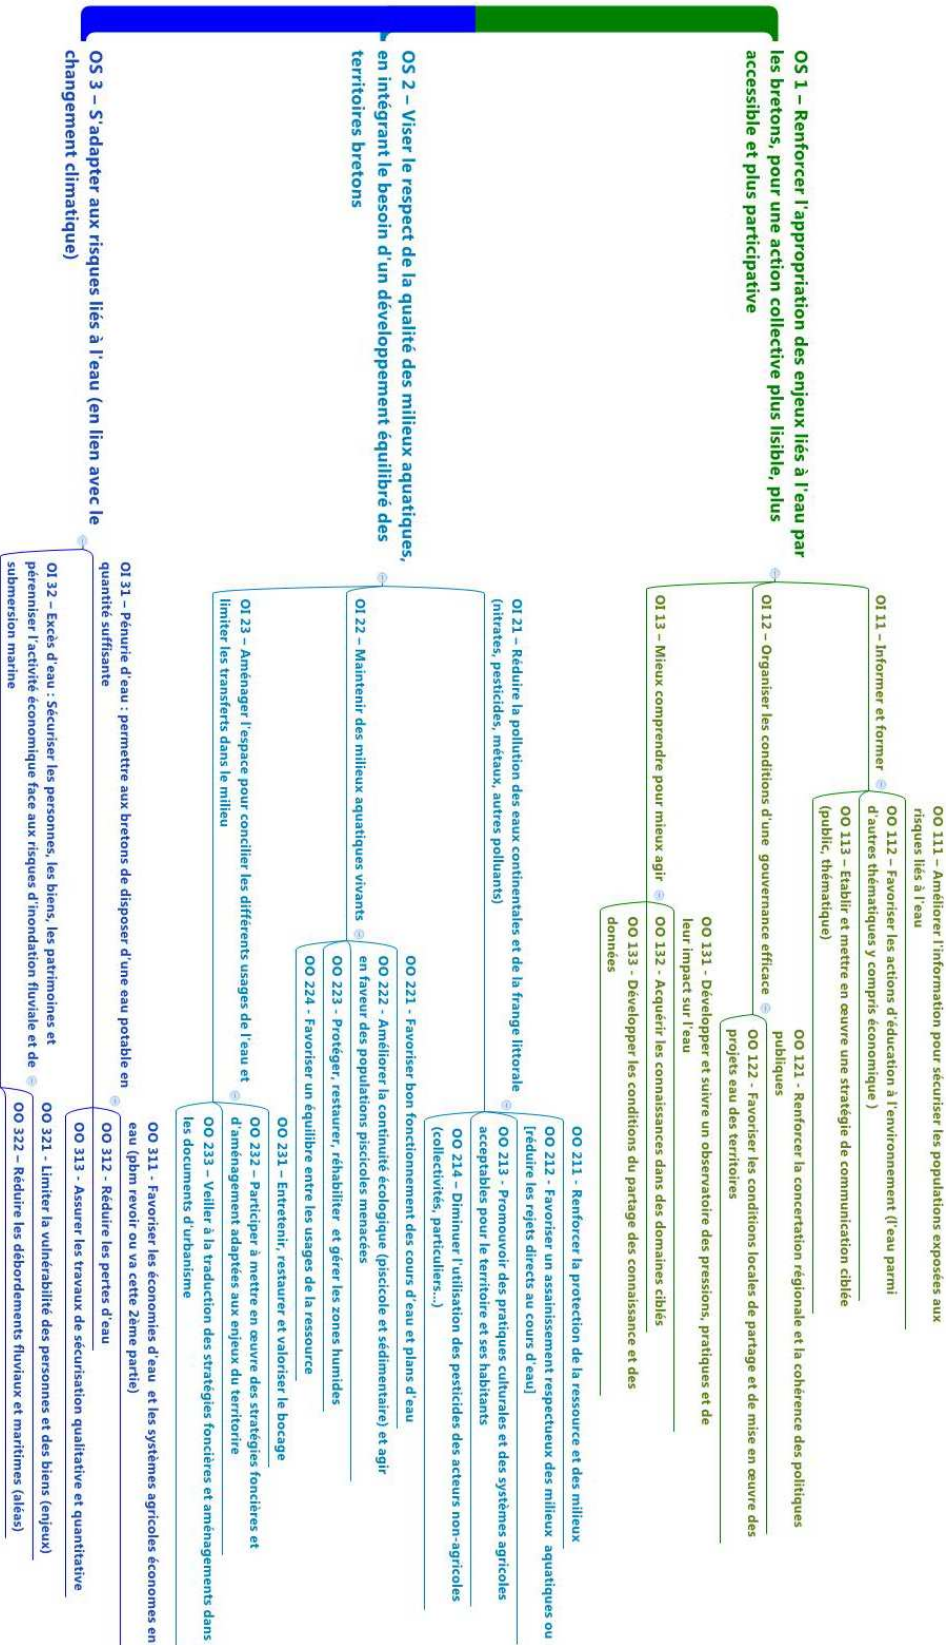 OS 1 – Renforcer l'appropriation des enjeux liés à l'eau par
les bretons, pour une action collective plus lisible, plus
accessible et plus participative
OI 11 – Informer et former
OO 111 – Améliorer l'information pour sécuriser les populations exposées aux
risques liés à l'eau
OO 112 – Favoriser les actions d'éducation à l'environnement (l'eau parmi
d'autres thématiques y compris économique )
OO 113 – Etablir et mettre en œuvre une stratégie de communication ciblée
(public, thématique)
OI 12 – Organiser les conditions d'une gouvernance efficace
OO 121 - Renforcer la concertation régionale et la cohérence des politiques
publiques
OO 122 - Favoriser les conditions locales de partage et de mise en œuvre des
projets eau des territoires
OI 13 – Mieux comprendre pour mieux agir
OO 131 - Développer et suivre un observatoire des pressions, pratiques et de
leur impact sur l'eau
OO 132 - Acquérir les connaissances dans des domaines ciblés
OO 133 - Développer les conditions du partage des connaissance et des
données
OS 2 – Viser le respect de la qualité des milieux aquatiques,
en intégrant le besoin d'un développement équilibré des
territoires bretons
OI 21 – Réduire la pollution des eaux continentales et de la frange littorale
(nitrates, pesticides, métaux, autres polluants)
OO 211 - Renforcer la protection de la ressource et des milieux
OO 212 - Favoriser un assainissement respectueux des milieux aquatiques ou
[réduire les rejets directs au cours d'eau]
OO 213 - Promouvoir des pratiques culturales et des systèmes agricoles
acceptables pour le territoire et ses habitants
OO 214 – Diminuer l'utilisation des pesticides des acteurs non-agricoles
(collectivités, particuliers...)
OI 22 – Maintenir des milieux aquatiques vivants
OO 221 - Favoriser bon fonctionnement des cours d'eau et plans d'eau
OO 222 - Améliorer la continuité écologique (piscicole et sédimentaire) et agir
en faveur des populations piscicoles menacées
OO 223 - Protéger, restaurer, réhabiliter et gérer les zones humides
OO 224 - Favoriser un équilibre entre les usages de la ressource
OI 23 – Aménager l'espace pour concilier les différents usages de l'eau et
limiter les transferts dans le milieu
OO 231 – Entretenir, restaurer et valoriser le bocage
OO 232 – Participer à mettre en œuvre des stratégies foncières et
d'aménagement adaptées aux enjeux du territorire
OO 233 – Veiller à la traduction des stratégies foncières et aménagements dans
les documents d'urbanisme
OS 3 – S'adapter aux risques liés à l'eau (en lien avec le
changement climatique)
OI 31 – Pénurie d'eau : permettre aux bretons de disposer d'une eau potable en
quantité suffisante
OO 311 - Favoriser les économies d'eau et les systèmes agricoles économes en
eau (pbm revoir ou va cette 2ème partie)
OO 312 - Réduire les pertes d'eau
OO 313 - Assurer les travaux de sécurisation qualitative et quantitative
OI 32 – Excès d'eau : Sécuriser les personnes, les biens, les patrimoines et
pérenniser l'activité économique face aux risques d'inondation fluviale et de
submersion marine
OO 321 - Limiter la vulnérabilité des personnes et des biens (enjeux)
OO 322 – Réduire les débordements fluviaux et maritimes (aléas)